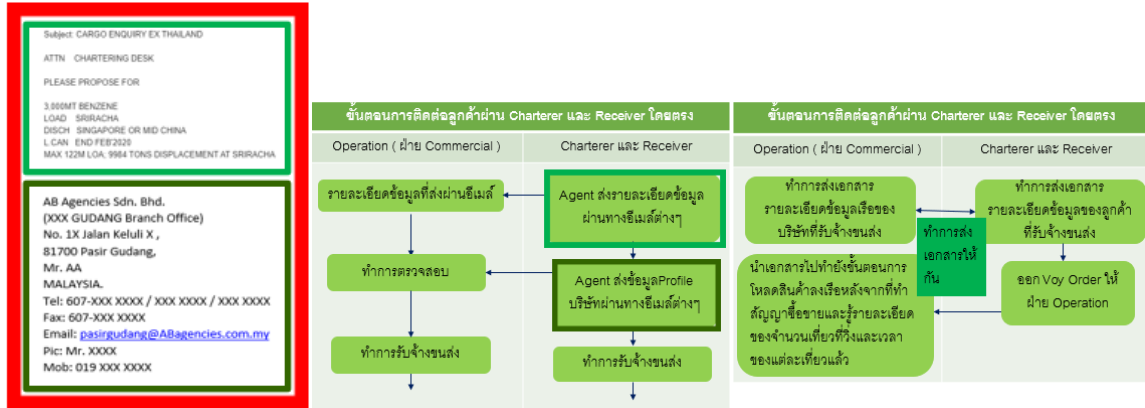 Subject: CARGO ENQUIRY EX THAILAND
ATTN CHARTERING DESK
PLEASE PROPOSE FOR
3,000MT BENZENE
LOAD SRIRACHA
DISCH SINGAPORE OR MID CHINA
L.CAN END FEB'2020
MAX 122M LOA, 9984 TONS DISPLACEMENT AT SRIRACHA
AB Agencies Sdn. Bhd.
(XXX GUDANG Branch Office)
No. 1X Jalan Keluli X ,
81700 Pasir Gudang,
Mr. AA
MALAYSIA.
Tel: 607-XXX XXXX / XXX XXXX / XXX XXXX
Fax: 607-XXX XXXX
Email: pasirgudang@ABagencies.com.my
Pic: Mr. XXXX
Mob: 019 XXX XXXX
ขั้นตอนการติดต่อลูกค้าผ่าน Charterer และ Receiver โดยตรง
Operation ( ฝ่าย Commercial )
Charterer และ Receiver
รายละเอียดข้อมูลที่ส่งผ่านอีเมล์
Agent ส่งรายละเอียดข้อมูล
ผ่านทางอีเมล์ต่างๆ
ทำการตรวจสอบ
Agent ส่งข้อมูลProfile
บริษัทผ่านทางอีเมล์ต่างๆ
ทำการรับจ้างขนส่ง
ทำการรับจ้างขนส่ง
ขั้นตอนการติดต่อลูกค้าผ่าน Charterer และ Receiver โดยตรง
Operation ( ฝ่าย Commercial )
Charterer และ Receiver
ทำการส่งเอกสาร
รายละเอียดข้อมูลเรือของ
บริษัทที่รับจ้างขนส่ง
ทำการส่งเอกสาร
รายละเอียดข้อมูลของลูกค้า
ที่รับจ้างขนส่ง
ทำการส่ง
เอกสารให้
กัน
นำเอกสารไปทำยังขั้นตอนการ
โหลดสินค้าลงเรือหลังจากที่ทำ
สัญญาซื้อขายและรู้รายละเอียด
ของจำนวนเที่ยวที่วิ่งและเวลา
ของแต่ละเที่ยวแล้ว
ออก Voy Order ให้
ฝ่าย Operation